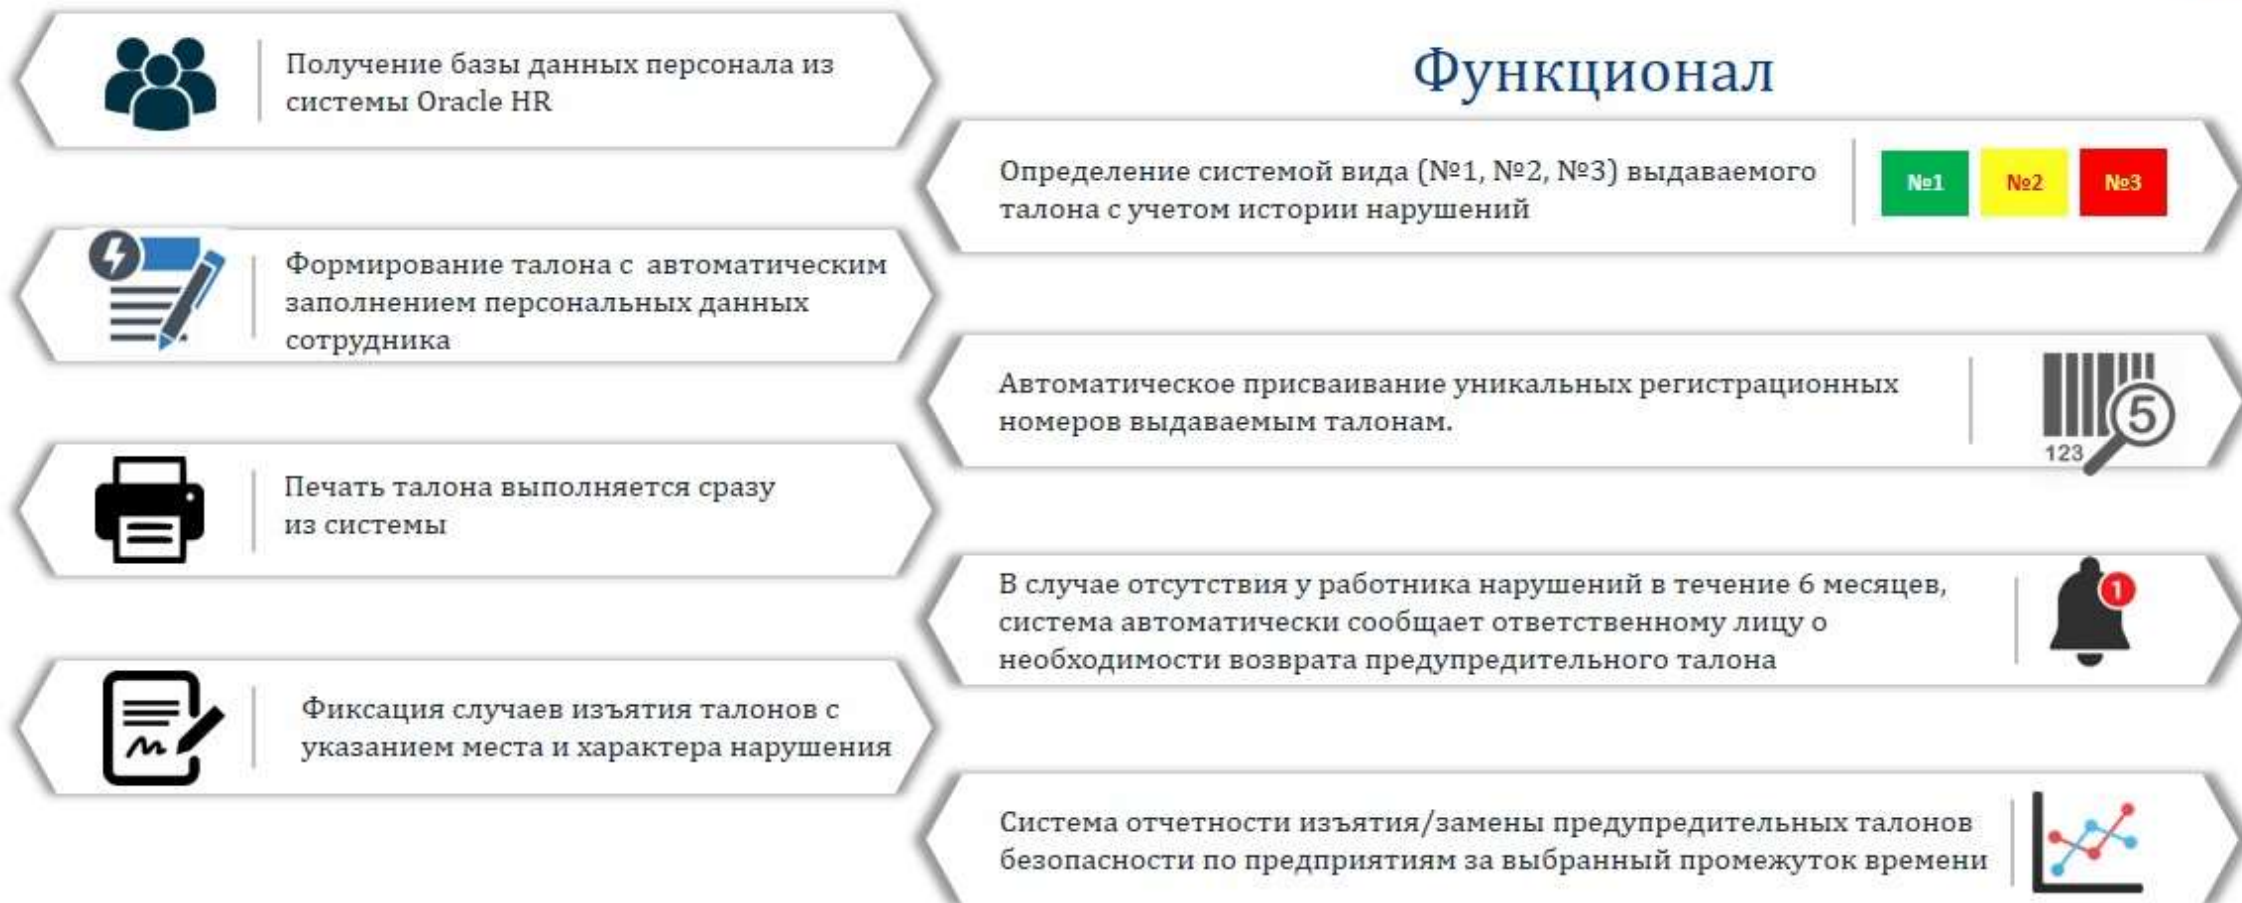 Функционал
Получение базы данных персонала из
системы Oracle HR
Определение системой вида (№1, №2, №3) выдаваемого
талона с учетом истории нарушений
№1 №2 №3
Формирование талона с автоматическим
заполнением персональных данных
сотрудника
Автоматическое присваивание уникальных регистрационных
номеров выдаваемым талонам.
123
5
Печать талона выполняется сразу
из системы
В случае отсутствия у работника нарушений в течение 6 месяцев,
система автоматически сообщает ответственному лицу о
необходимости возврата предупредительного талона
1
Фиксация случаев изъятия талонов с
указанием места и характера нарушения
Система отчетности изъятия/замены предупредительных талонов
безопасности по предприятиям за выбранный промежуток времени